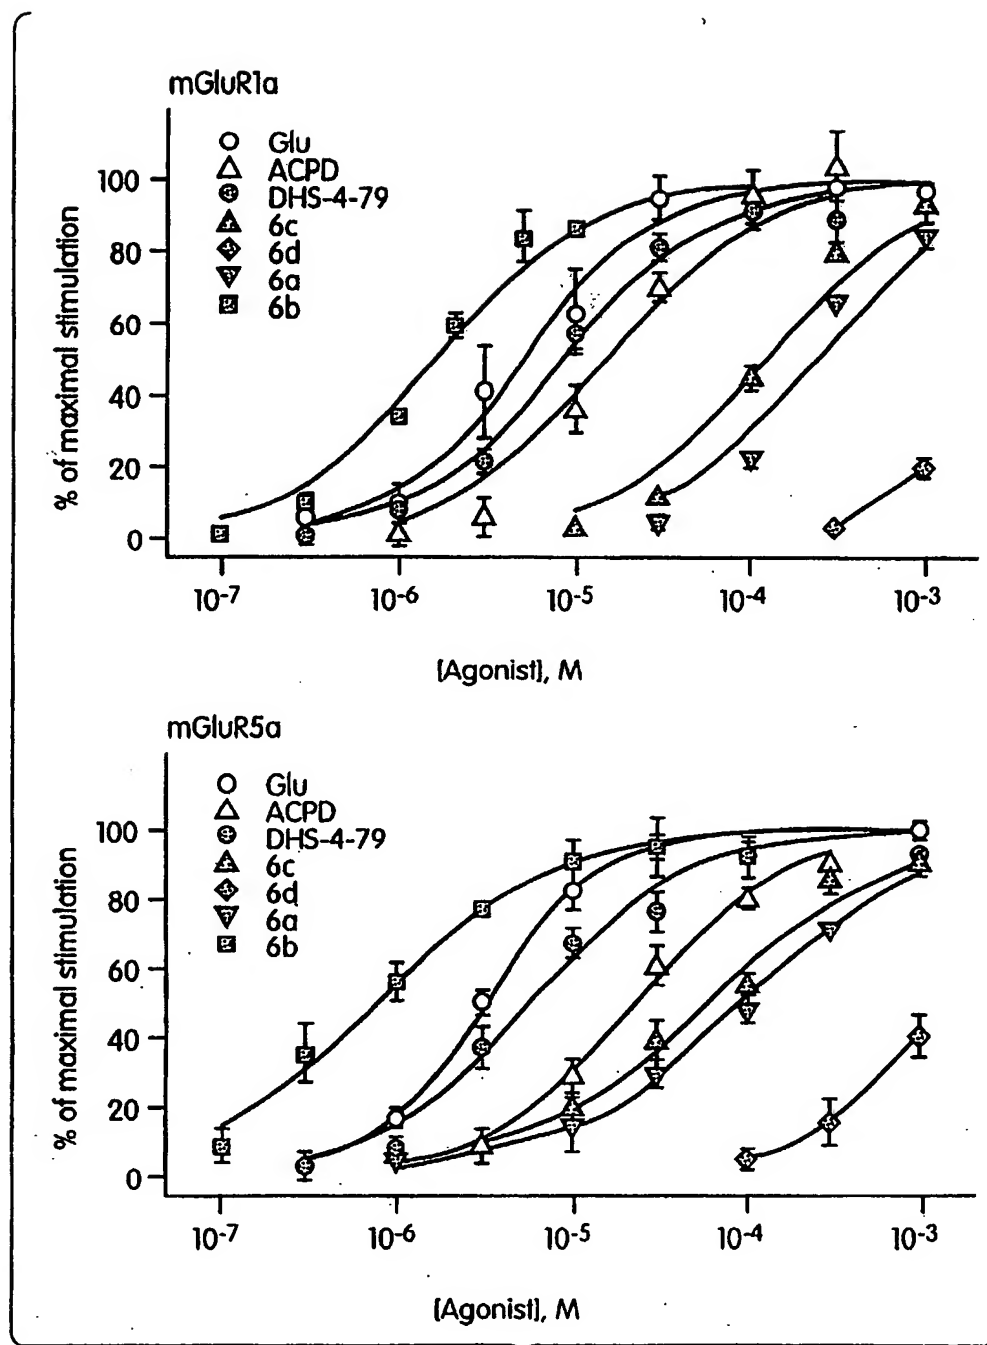 mGluR1a
Glu
ACPD
DHS-4-79
6c
6d
6a
6b
% of maximal stimulation
100
80
60
40
20
0
10-7
10-6
10-5
10-4
10-3
[Agonist], M
mGluR5a
Glu
ACPD
DHS-4-79
6c
6d
6a
6b
% of maximal stimulation
100
80
60
40
20
0
10-7
10-6
10-5
10-4
10-3
[Agonist], M